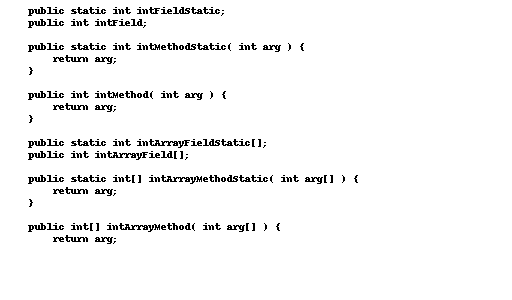 public static int intFieldStatic;
public int intField;
public static int intMethodStatic( int arg ) {
return arg;
}
public int intMethod( int arg ) {
return arg;
}
public static int intArrayFieldStatic[];
public int intArrayField[];
public static int[] intArrayMethodStatic( int arg[] ) {
return arg;
}
public int[] intArrayMethod( int arg[] ) {
return arg;